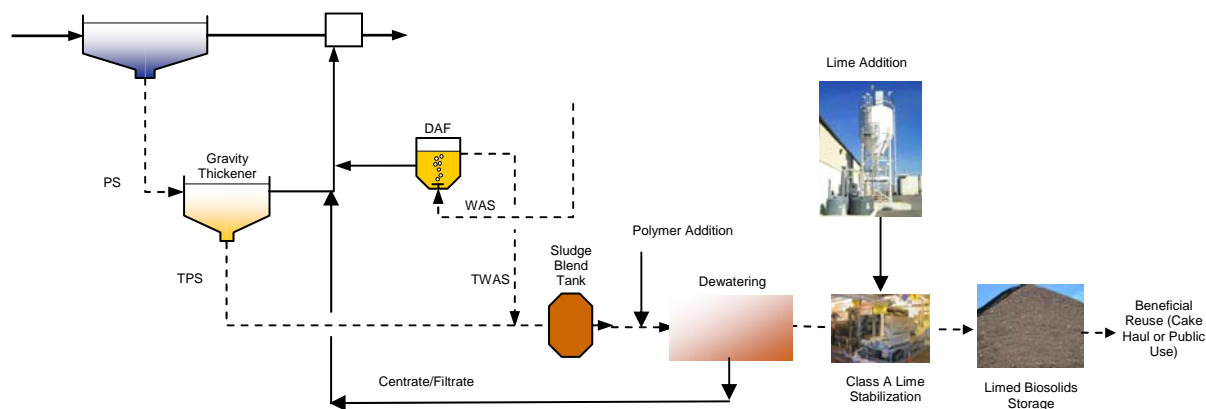 Lime Addition
DAF
Gravity
Thickener
PS
WAS
Polymer Addition
Sludge
Blend
Tank
TPS
TWAS
Dewatering
Beneficial
Reuse (Cake
Haul or Public
Use)
Centrate/Filtrate
Class A Lime
Stabilization
Limed Biosolids
Storage